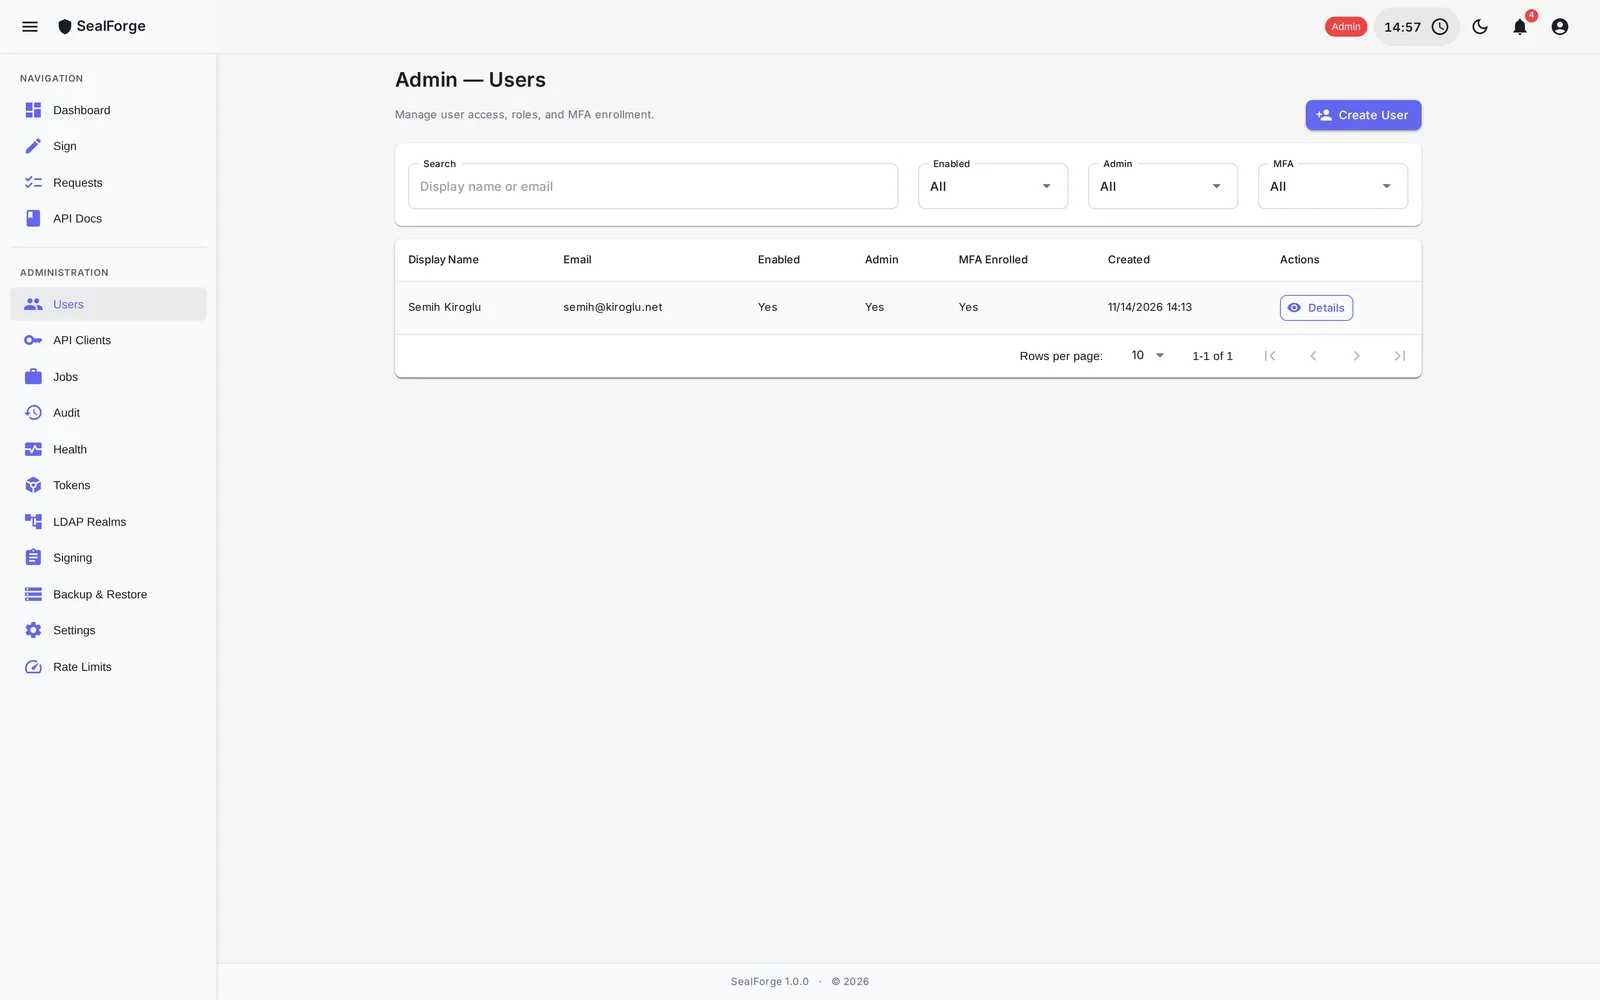 SealForge
Admin
14:57
4
NAVIGATION
Dashboard
Sign
Requests
API Docs
ADMINISTRATION
Users
API Clients
Jobs
Audit
Health
Tokens
LDAP Realms
Signing
Backup & Restore
Settings
Rate Limits
Admin — Users
Manage user access, roles, and MFA enrollment.
Create User
Search
Display name or email
Enabled
All
Admin
All
MFA
All
Display Name Email Enabled Admin MFA Enrolled Created Actions
Semih Kiroglu semih@kiroglu.net Yes Yes Yes 11/14/2026 14:13 Details
Rows per page: 10 1-1 of 1
SealForge 1.0.0 · © 2026